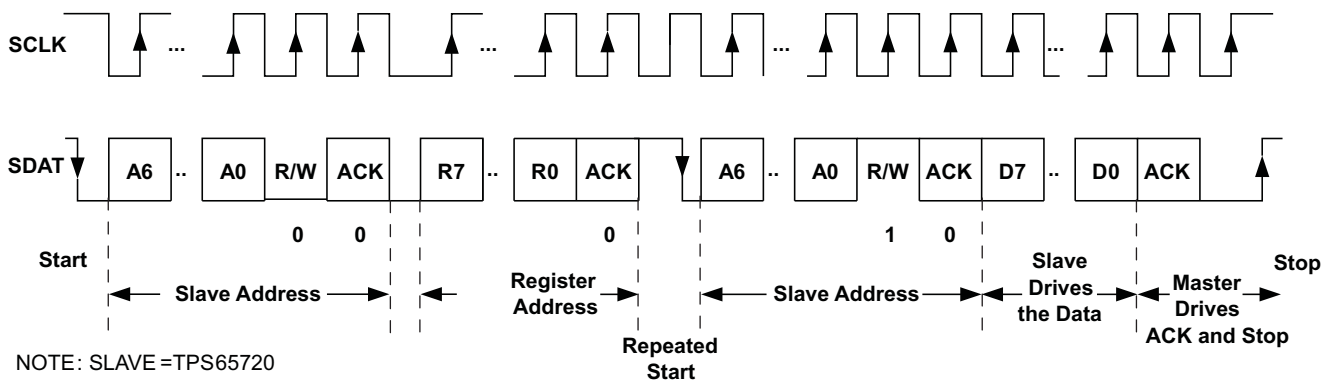 SCLK ... ... ... ...
SDAT A6 .. A0 R/W ACK R7 .. R0 ACK A6 .. A0 R/W ACK D7 .. D0 ACK
0 0 0 1 0
Start Slave Address Register Address Repeated Start Slave Address Slave Drives the Data Master Drives ACK and Stop Stop
NOTE: SLAVE=TPS65720